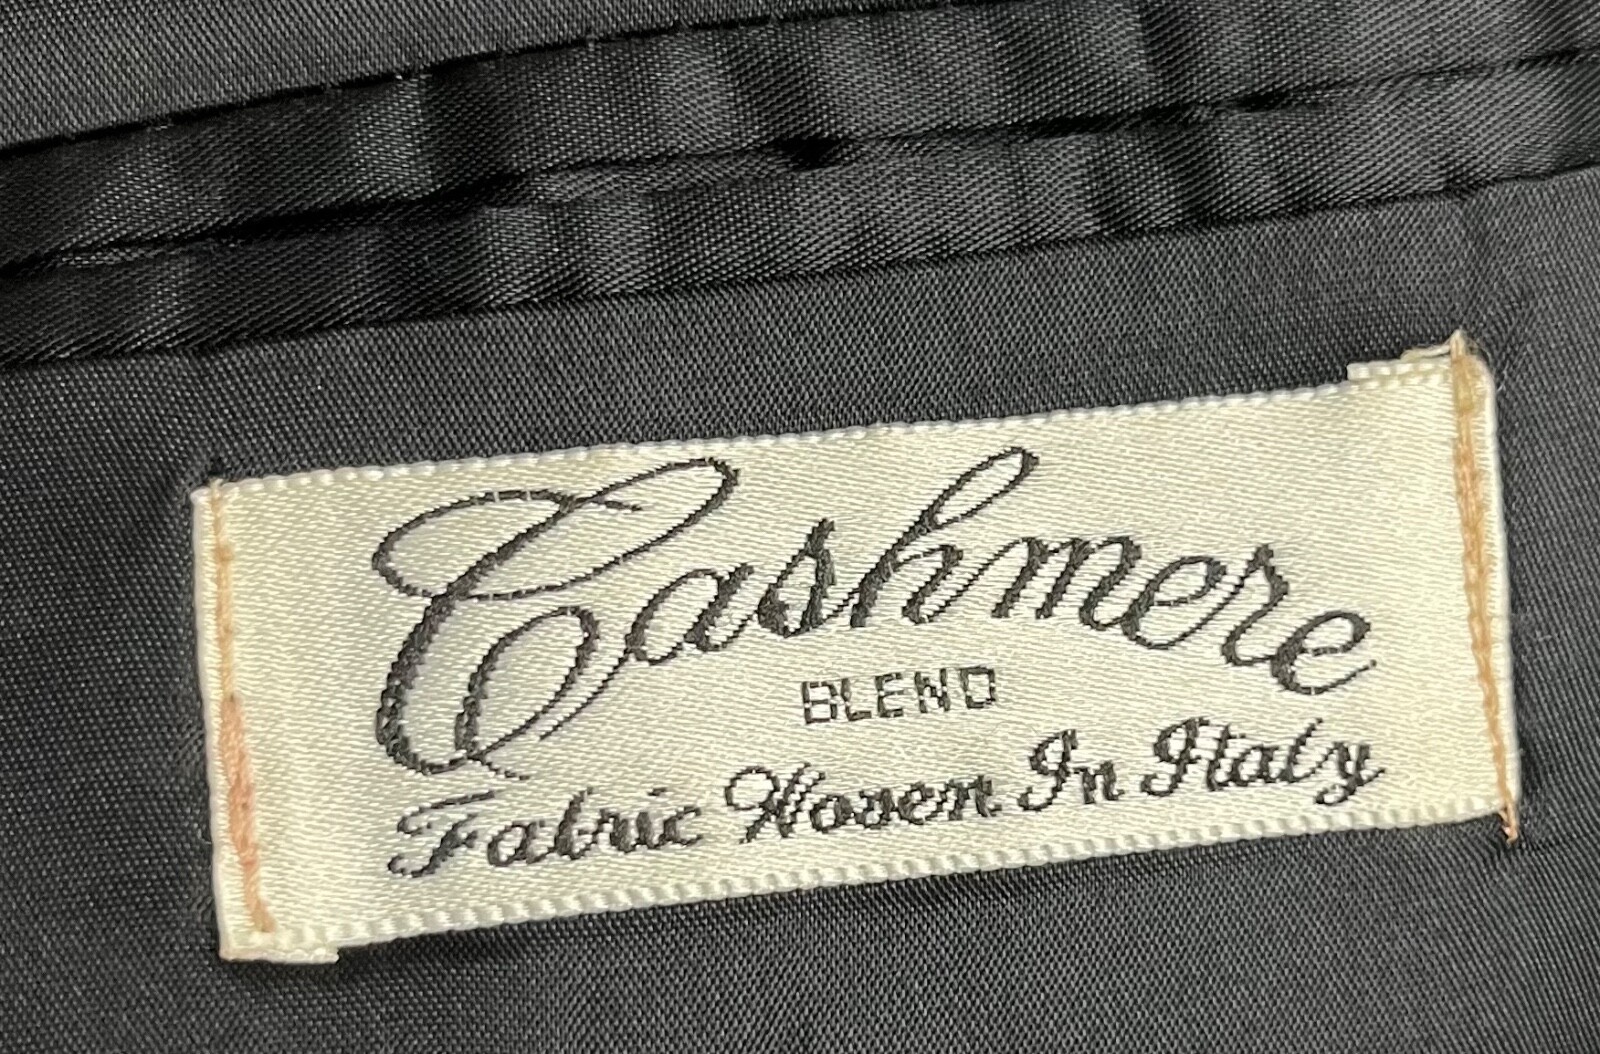 Cashmere
BLEND
Fabric Woven In Italy